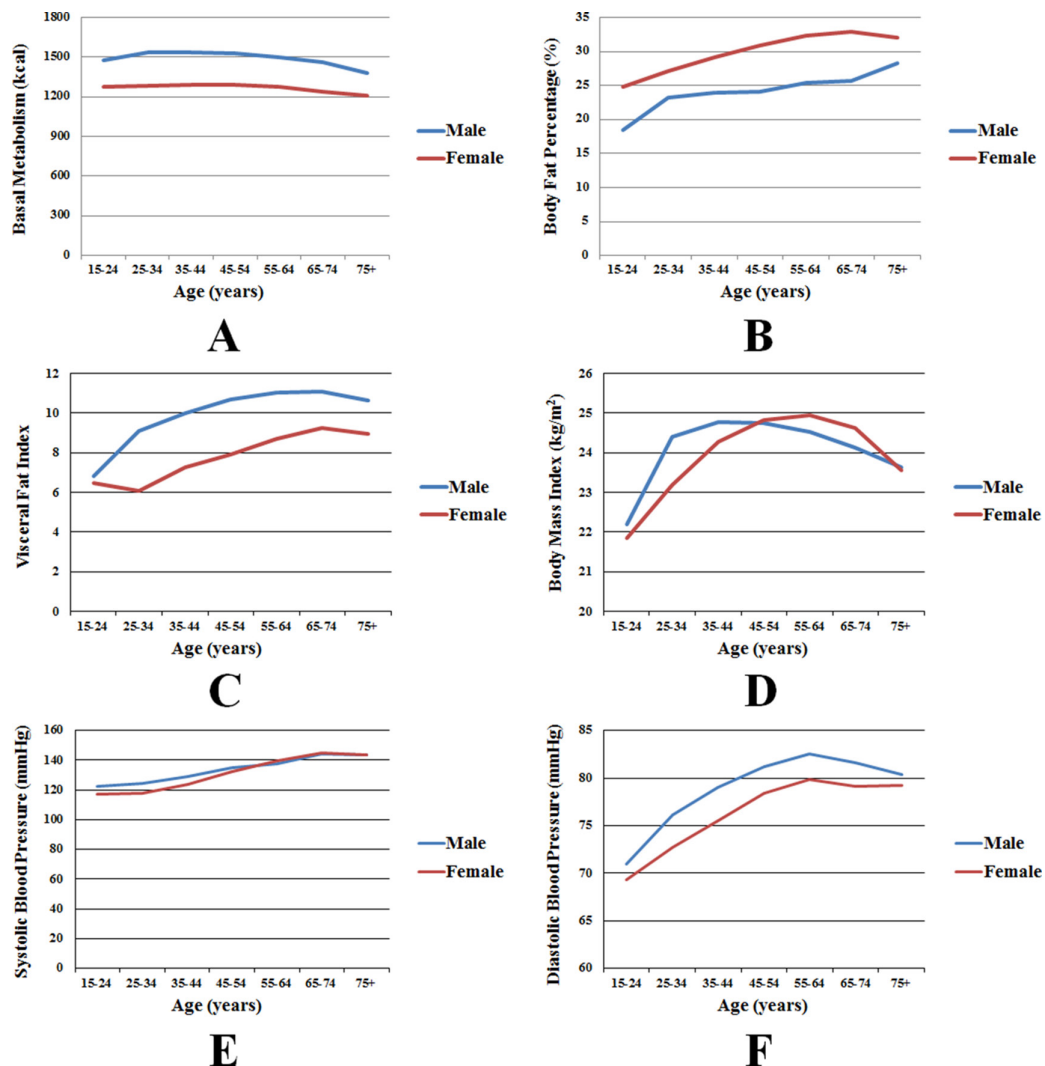 Basal Metabolism (kcal)
1800
1500
1200
900
600
300
0
15-24 25-34 35-44 45-54 55-64 65-74 75+
Age (years)
Male
Female
A
Body Fat Percentage (%)
35
30
25
20
15
10
5
0
15-24 25-34 35-44 45-54 55-64 65-74 75+
Age (years)
Male
Female
B
Visceral Fat Index
12
10
8
6
4
2
0
15-24 25-34 35-44 45-54 55-64 65-74 75+
Age (years)
Male
Female
C
Body Mass Index (kg/m²)
26
25
24
23
22
21
20
15-24 25-34 35-44 45-54 55-64 65-74 75+
Age (years)
Male
Female
D
Systolic Blood Pressure (mmHg)
160
140
120
100
80
60
40
20
0
15-24 25-34 35-44 45-54 55-64 65-74 75+
Age (years)
Male
Female
E
Diastolic Blood Pressure (mmHg)
85
80
75
70
65
60
15-24 25-34 35-44 45-54 55-64 65-74 75+
Age (years)
Male
Female
F